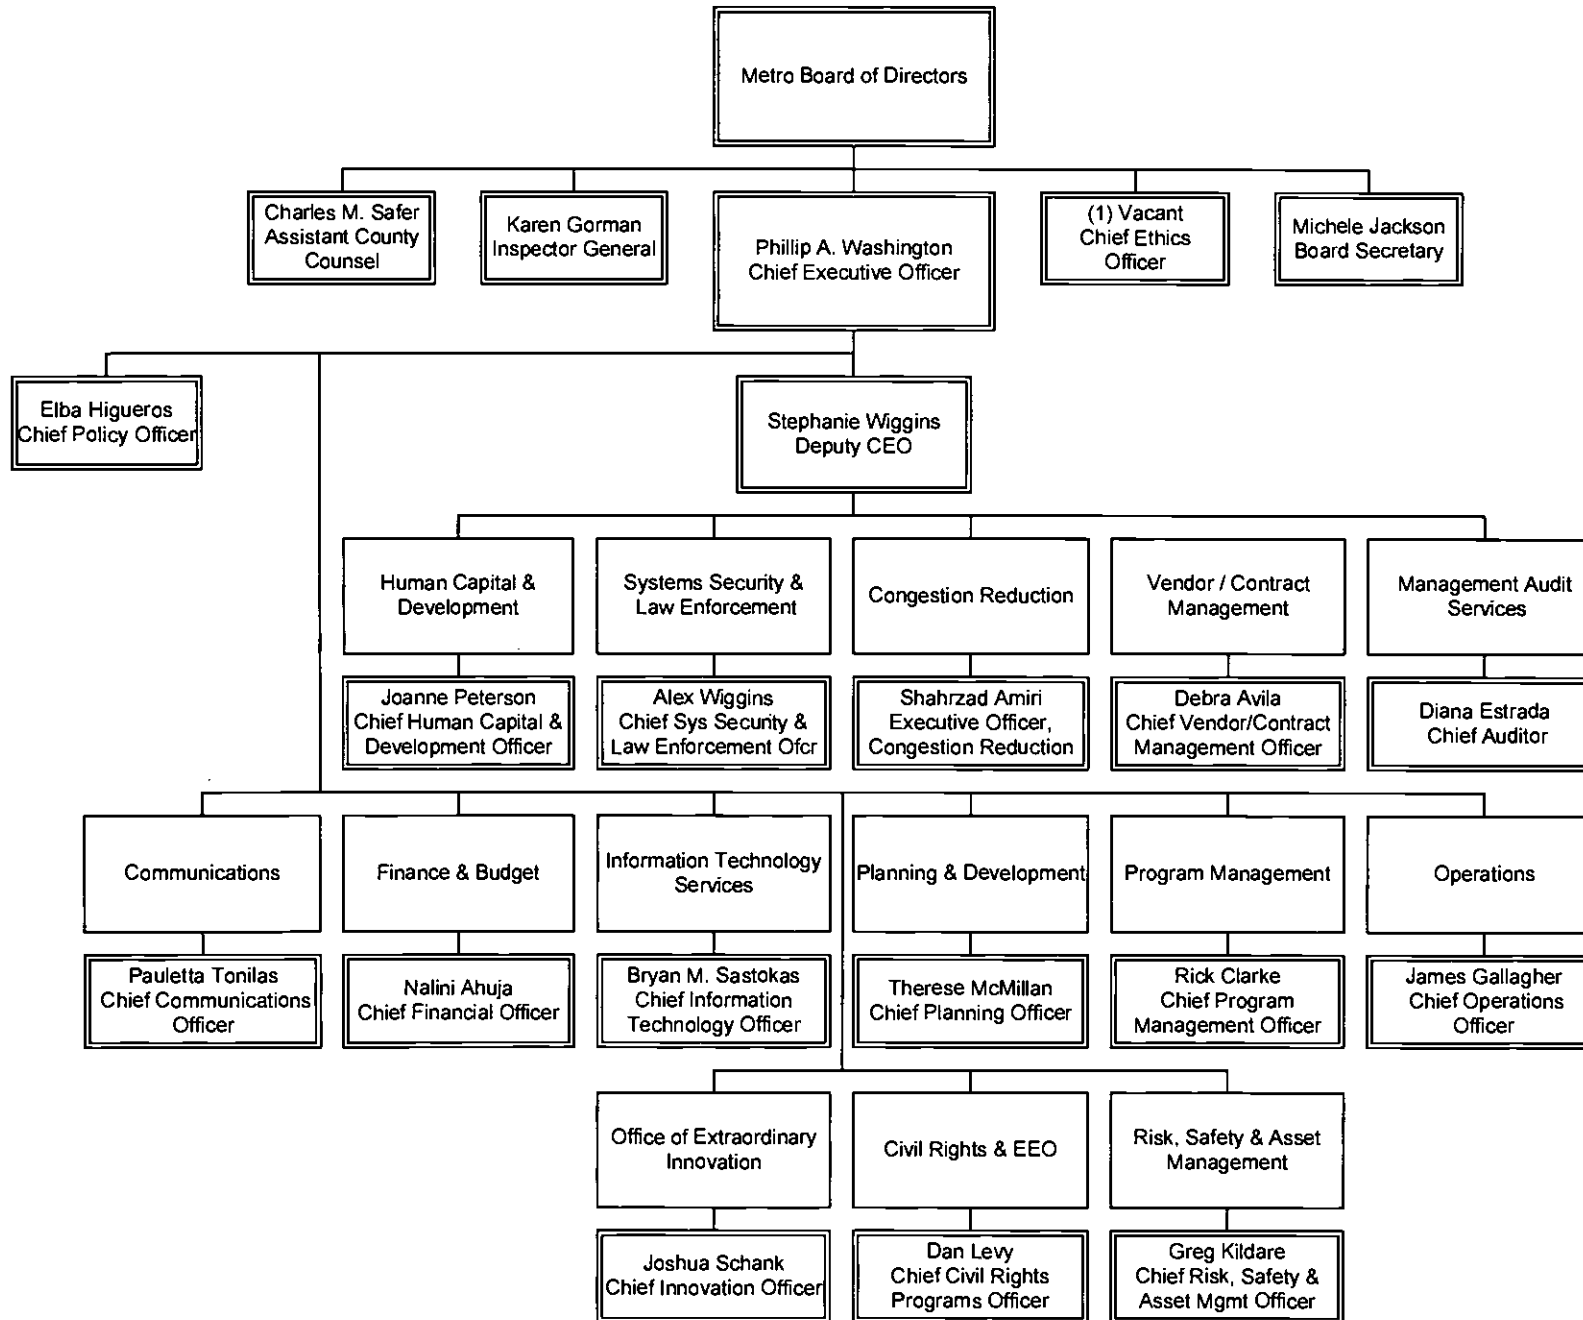 Metro Board of Directors
Charles M. Safer
Assistant County
Counsel
Karen Gorman
Inspector General
Phillip A. Washington
Chief Executive Officer
(1) Vacant
Chief Ethics
Officer
Michele Jackson
Board Secretary
Elba Higueros
Chief Policy Officer
Stephanie Wiggins
Deputy CEO
Human Capital &
Development
Systems Security &
Law Enforcement
Congestion Reduction
Vendor / Contract
Management
Management Audit
Services
Joanne Peterson
Chief Human Capital &
Development Officer
Alex Wiggins
Chief Sys Security &
Law Enforcement Ofcr
Shahrzad Amiri
Executive Officer,
Congestion Reduction
Debra Avila
Chief Vendor/Contract
Management Officer
Diana Estrada
Chief Auditor
Communications
Finance & Budget
Information Technology
Services
Planning & Development
Program Management
Operations
Pauletta Tonilas
Chief Communications
Officer
Nalini Ahuja
Chief Financial Officer
Bryan M. Sastokas
Chief Information
Technology Officer
Therese McMillan
Chief Planning Officer
Rick Clarke
Chief Program
Management Officer
James Gallagher
Chief Operations
Officer
Office of Extraordinary
Innovation
Civil Rights & EEO
Risk, Safety & Asset
Management
Joshua Schank
Chief Innovation Officer
Dan Levy
Chief Civil Rights
Programs Officer
Greg Kildare
Chief Risk, Safety &
Asset Mgmt Officer